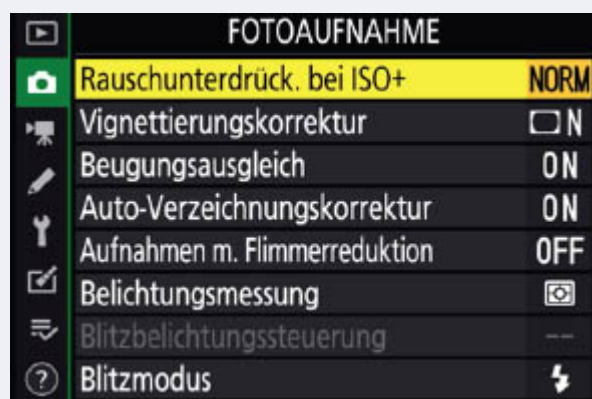 FOTOAUFNAHME
Rauschunterdrück. bei ISO+ NORM
Vignettierungskorrektur N
Beugungsausgleich ON
Auto-Verzeichnungskorrektur ON
Aufnahmen m. Flimmerreduktion OFF
Belichtungsmessung
Blitzbelichtungssteuerung --
Blitzmodus
?